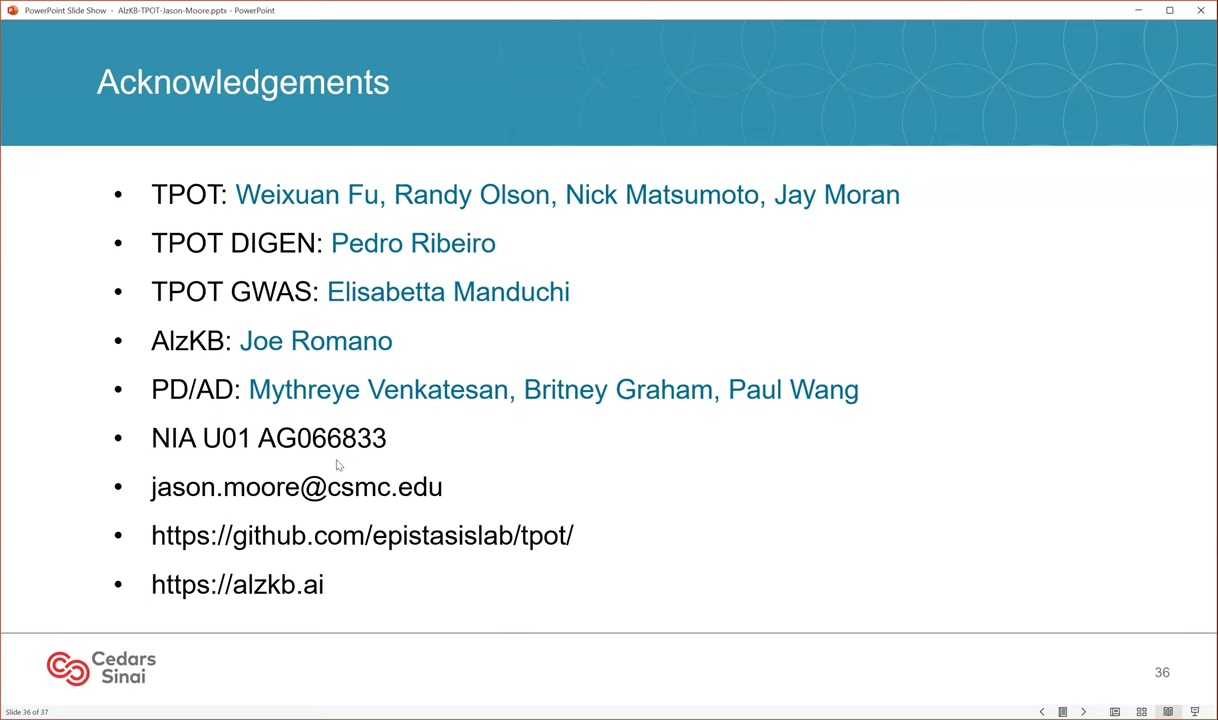 PowerPoint Slide Show - AlzKB-TPOT-Jason-Moore.pptx - PowerPoint
Acknowledgements
• TPOT: Weixuan Fu, Randy Olson, Nick Matsumoto, Jay Moran
• TPOT DIGEN: Pedro Ribeiro
• TPOT GWAS: Elisabetta Manduchi
• AlzKB: Joe Romano
• PD/AD: Mythreye Venkatesan, Britney Graham, Paul Wang
• NIA U01 AG066833
• jason.moore@csmc.edu
• https://github.com/epistasislab/tpot/
• https://alzkb.ai
Cedars
Sinai
36
Slide 36 of 37